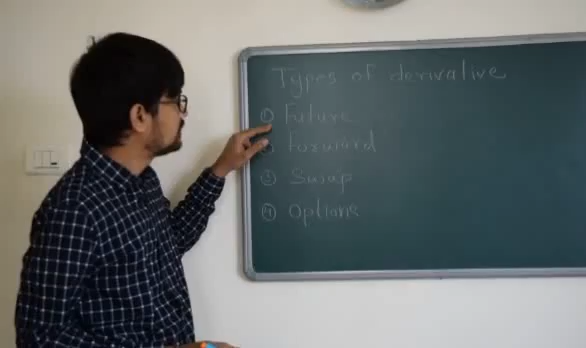 Types of derivative
① Future
② Forward
③ Swap
④ Options